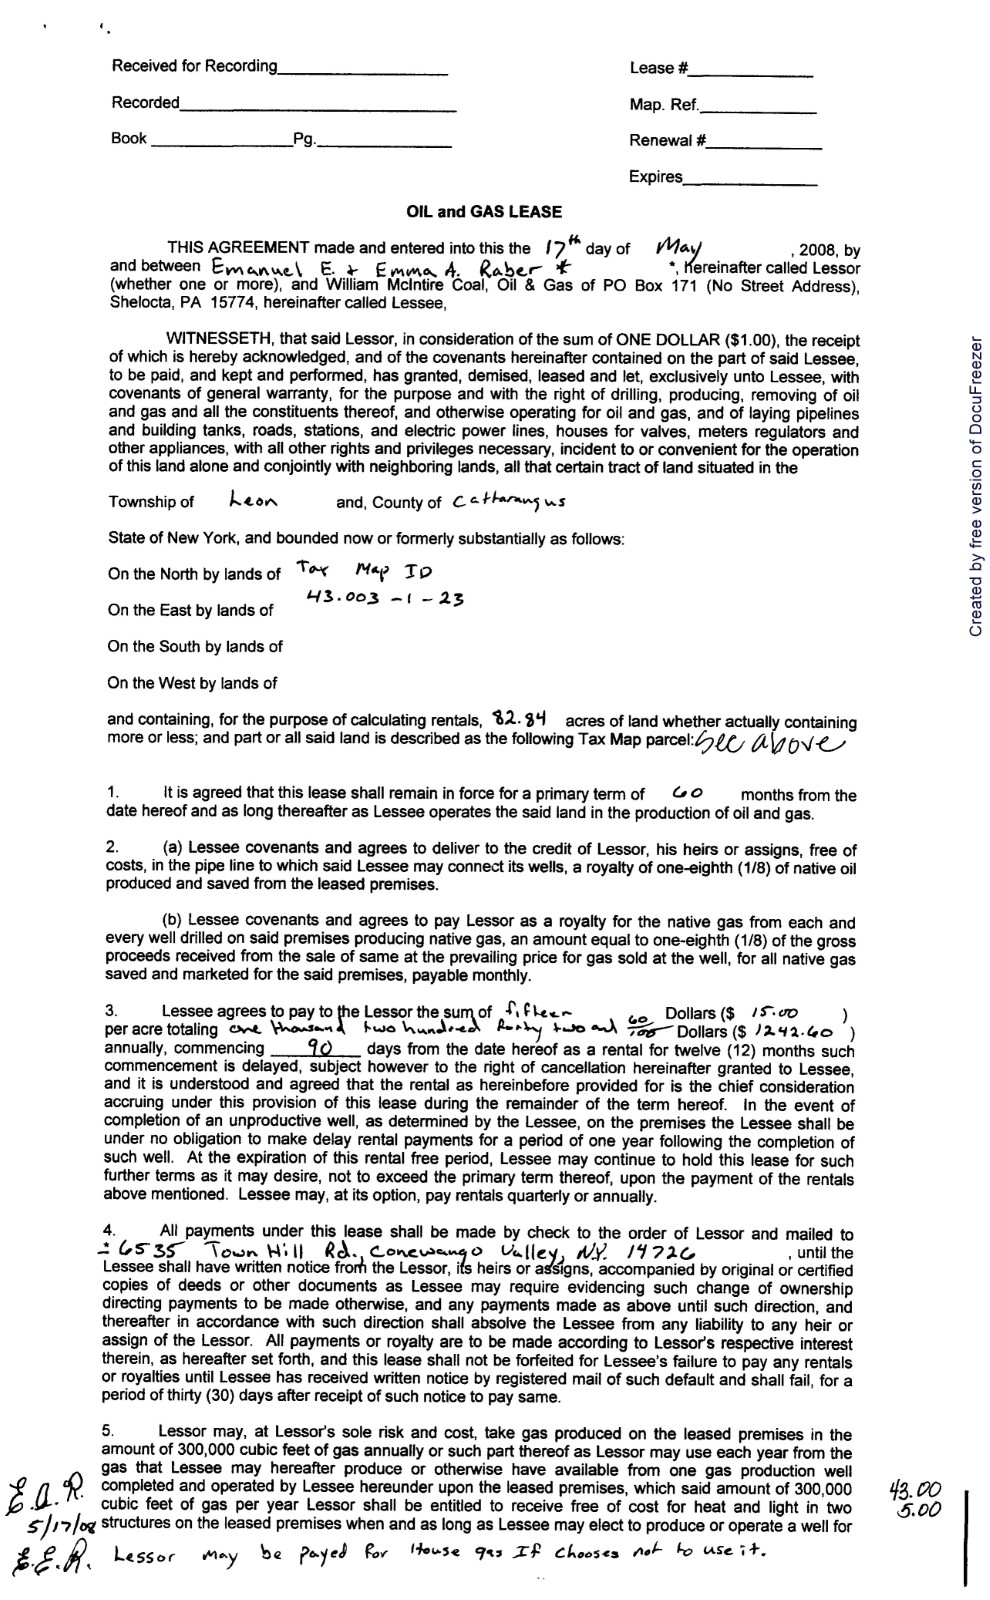 Received for Recording Lease #
Recorded Map. Ref.
Book Pg. Renewal #
Expires
OIL and GAS LEASE
THIS AGREEMENT made and entered into this the 17th day of May , 2008, by
and between Emanuel E. + Emma A. Raber * *, hereinafter called Lessor
(whether one or more), and William McIntire Coal, Oil & Gas of PO Box 171 (No Street Address),
Shelocta, PA 15774, hereinafter called Lessee,
WITNESSETH, that said Lessor, in consideration of the sum of ONE DOLLAR ($1.00), the receipt
of which is hereby acknowledged, and of the covenants hereinafter contained on the part of said Lessee,
to be paid, and kept and performed, has granted, demised, leased and let, exclusively unto Lessee, with
covenants of general warranty, for the purpose and with the right of drilling, producing, removing of oil
and gas and all the constituents thereof, and otherwise operating for oil and gas, and of laying pipelines
and building tanks, roads, stations, and electric power lines, houses for valves, meters regulators and
other appliances, with all other rights and privileges necessary, incident to or convenient for the operation
of this land alone and conjointly with neighboring lands, all that certain tract of land situated in the
Township of Leon and, County of Cattarangus
State of New York, and bounded now or formerly substantially as follows:
On the North by lands of Tax Map ID
43.003-1-23
On the East by lands of
On the South by lands of
On the West by lands of
and containing, for the purpose of calculating rentals, 82.84 acres of land whether actually containing
more or less; and part or all said land is described as the following Tax Map parcel: See above
1. It is agreed that this lease shall remain in force for a primary term of 60 months from the
date hereof and as long thereafter as Lessee operates the said land in the production of oil and gas.
2. (a) Lessee covenants and agrees to deliver to the credit of Lessor, his heirs or assigns, free of
costs, in the pipe line to which said Lessee may connect its wells, a royalty of one-eighth (1/8) of native oil
produced and saved from the leased premises.
(b) Lessee covenants and agrees to pay Lessor as a royalty for the native gas from each and
every well drilled on said premises producing native gas, an amount equal to one-eighth (1/8) of the gross
proceeds received from the sale of same at the prevailing price for gas sold at the well, for all native gas
saved and marketed for the said premises, payable monthly.
3. Lessee agrees to pay to the Lessor the sum of fifteen Dollars ($ 15.00 )
per acre totaling one thousand two hundred forty two and 60/100 Dollars ($ 1242.60 )
annually, commencing 90 days from the date hereof as a rental for twelve (12) months such
commencement is delayed, subject however to the right of cancellation hereinafter granted to Lessee,
and it is understood and agreed that the rental as hereinbefore provided for is the chief consideration
accruing under this provision of this lease during the remainder of the term hereof. In the event of
completion of an unproductive well, as determined by the Lessee, on the premises the Lessee shall be
under no obligation to make delay rental payments for a period of one year following the completion of
such well. At the expiration of this rental free period, Lessee may continue to hold this lease for such
further terms as it may desire, not to exceed the primary term thereof, upon the payment of the rentals
above mentioned. Lessee may, at its option, pay rentals quarterly or annually.
4. All payments under this lease shall be made by check to the order of Lessor and mailed to
* 6535 Town Hill Rd., Conewango Valley, N.Y. 14726 , until the
Lessee shall have written notice from the Lessor, its heirs or assigns, accompanied by original or certified
copies of deeds or other documents as Lessee may require evidencing such change of ownership
directing payments to be made otherwise, and any payments made as above until such direction, and
thereafter in accordance with such direction shall absolve the Lessee from any liability to any heir or
assign of the Lessor. All payments or royalty are to be made according to Lessor's respective interest
therein, as hereafter set forth, and this lease shall not be forfeited for Lessee's failure to pay any rentals
or royalties until Lessee has received written notice by registered mail of such default and shall fail, for a
period of thirty (30) days after receipt of such notice to pay same.
5. Lessor may, at Lessor's sole risk and cost, take gas produced on the leased premises in the
amount of 300,000 cubic feet of gas annually or such part thereof as Lessor may use each year from the
gas that Lessee may hereafter produce or otherwise have available from one gas production well
completed and operated by Lessee hereunder upon the leased premises, which said amount of 300,000
cubic feet of gas per year Lessor shall be entitled to receive free of cost for heat and light in two
structures on the leased premises when and as long as Lessee may elect to produce or operate a well for
E.A.R.
5/17/08
E.E.R. Lessor may be payed for House gas If chooses not to use it.
43.00
5.00
Created by free version of DocuFreezer